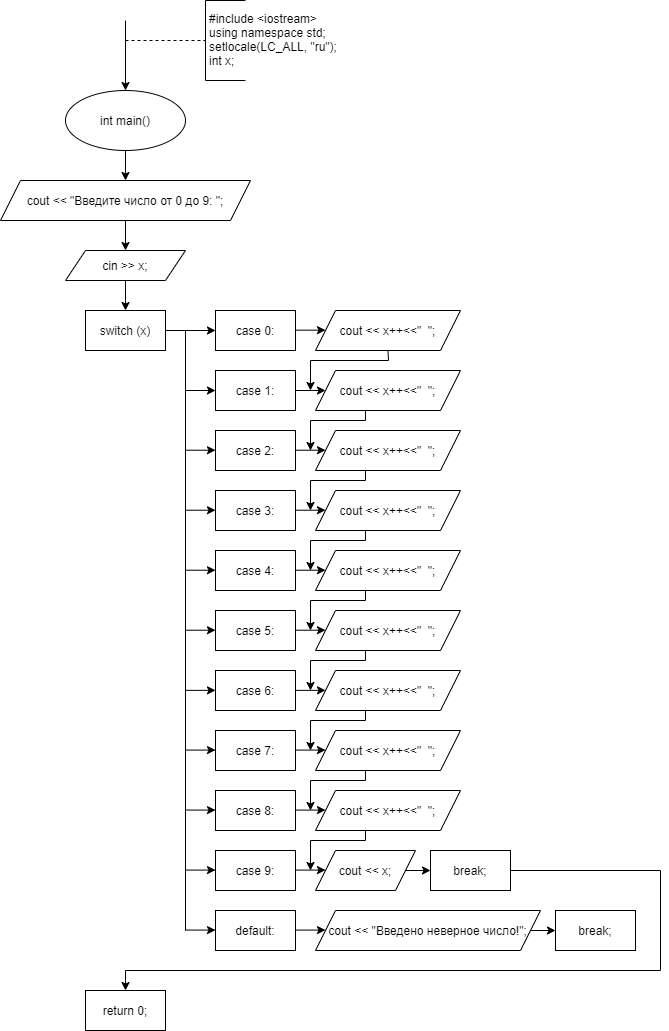 #include <iostream>
using namespace std;
setlocale(LC_ALL, "ru");
int x;
int main()
cout << "Введите число от 0 до 9: ";
cin >> x;
switch (x)
case 0:
cout << x++<<"  ";
case 1:
cout << x++<<"  ";
case 2:
cout << x++<<"  ";
case 3:
cout << x++<<"  ";
case 4:
cout << x++<<"  ";
case 5:
cout << x++<<"  ";
case 6:
cout << x++<<"  ";
case 7:
cout << x++<<"  ";
case 8:
cout << x++<<"  ";
case 9:
cout << x;
break;
default:
cout << "Введено неверное число!";
break;
return 0;